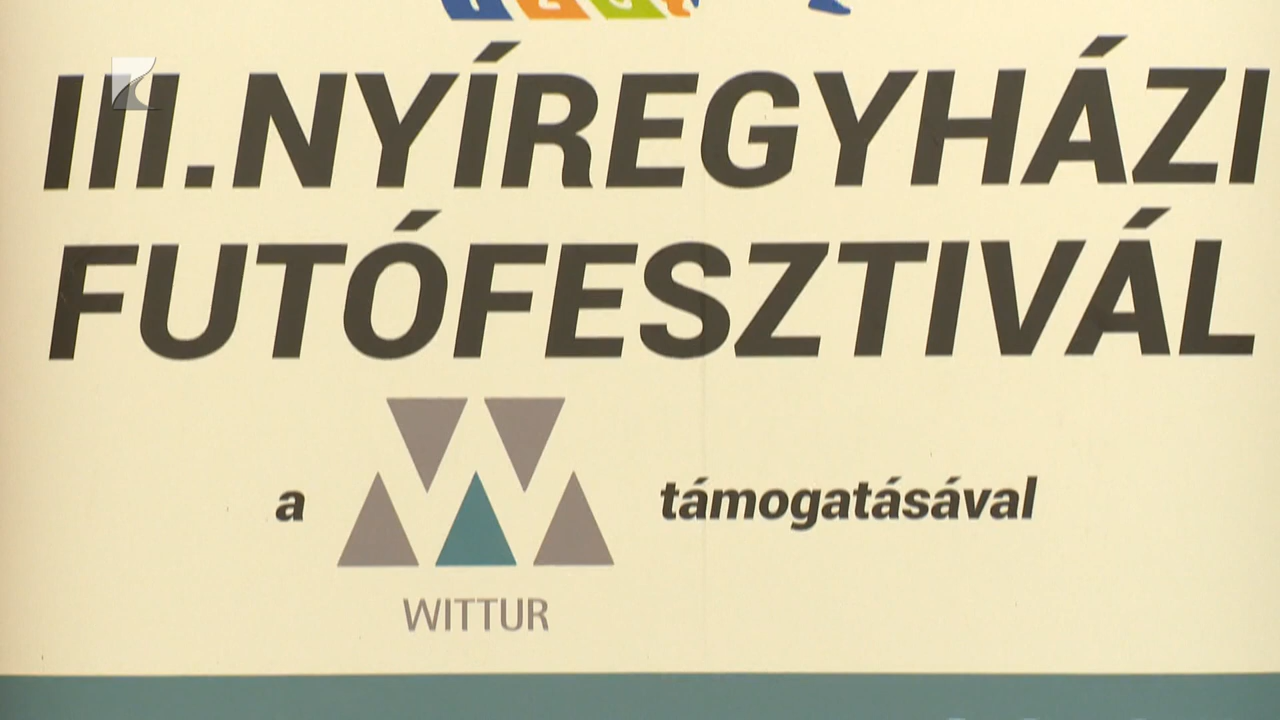 III. NYÍREGYHÁZI
FUTÓFESZTIVÁL
a
támogatásával
WITTUR